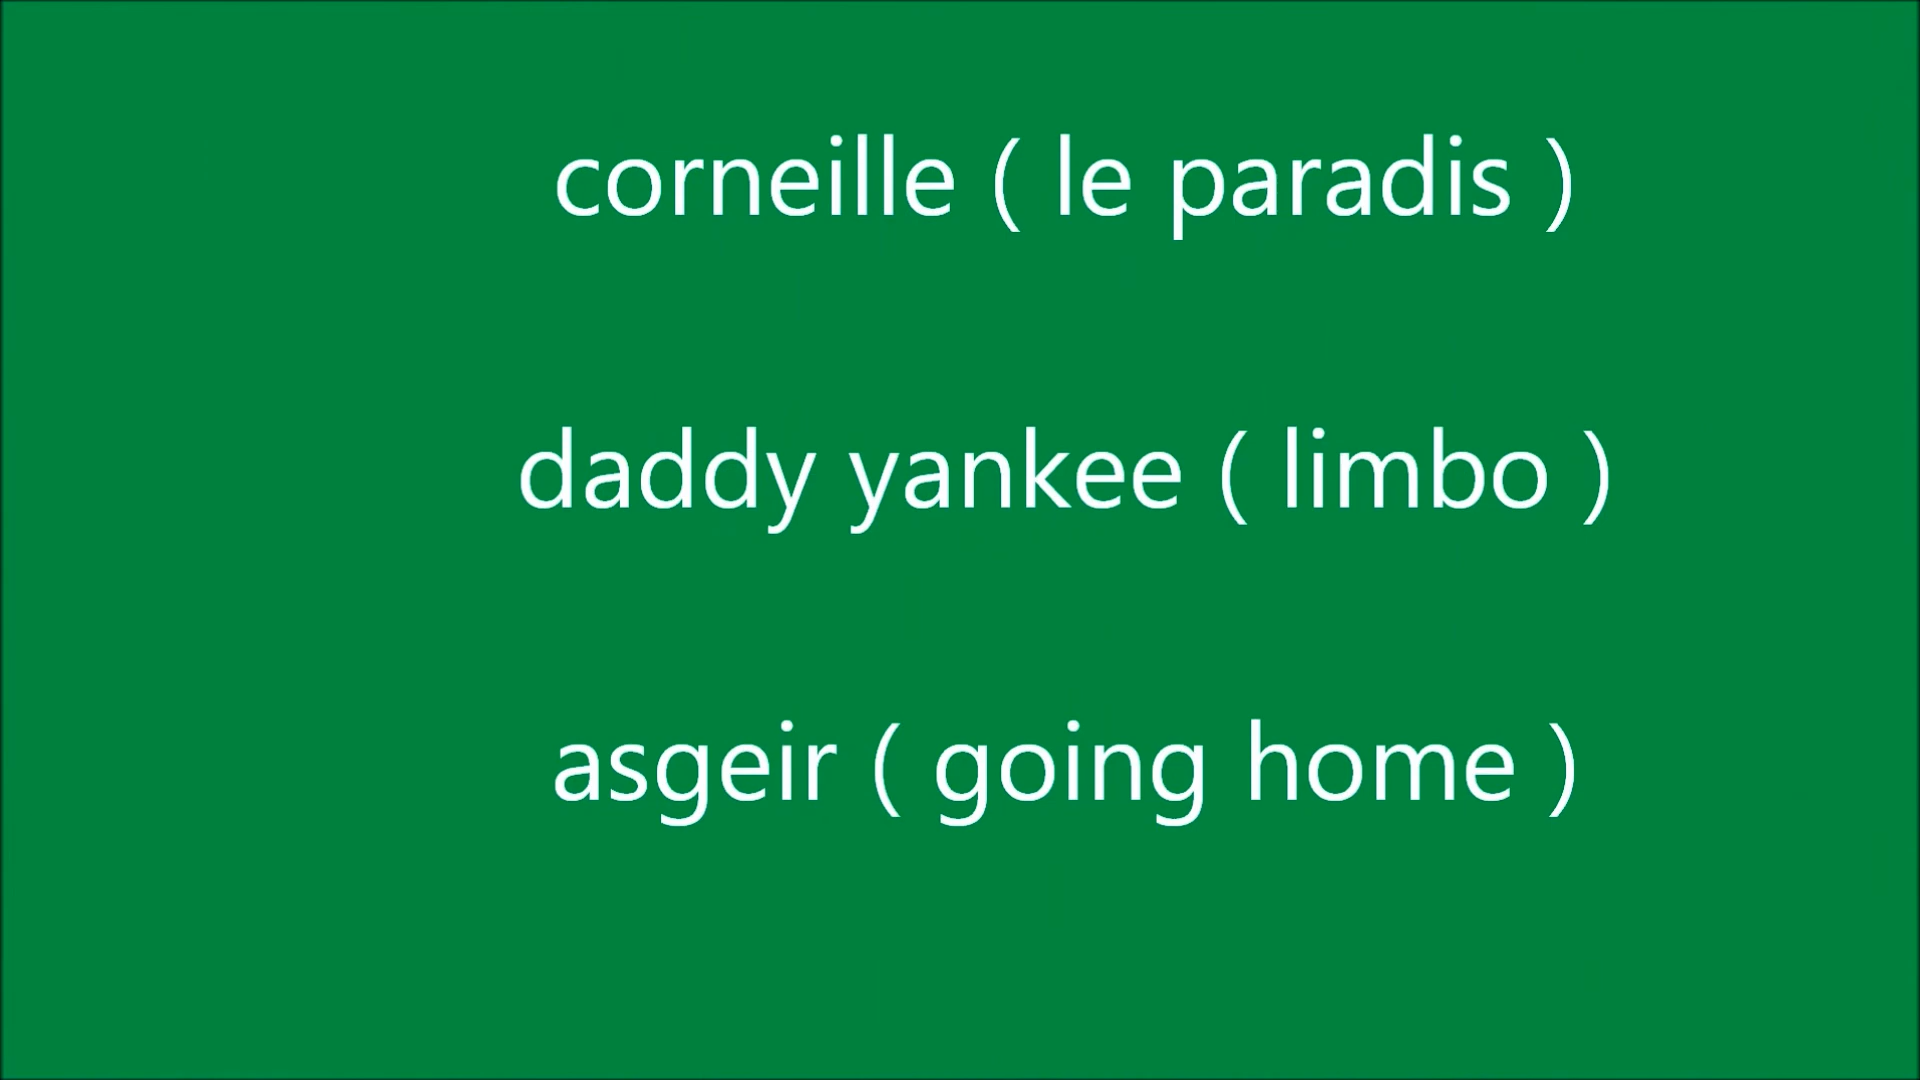 corneille ( le paradis )
daddy yankee ( limbo )
asgeir ( going home )